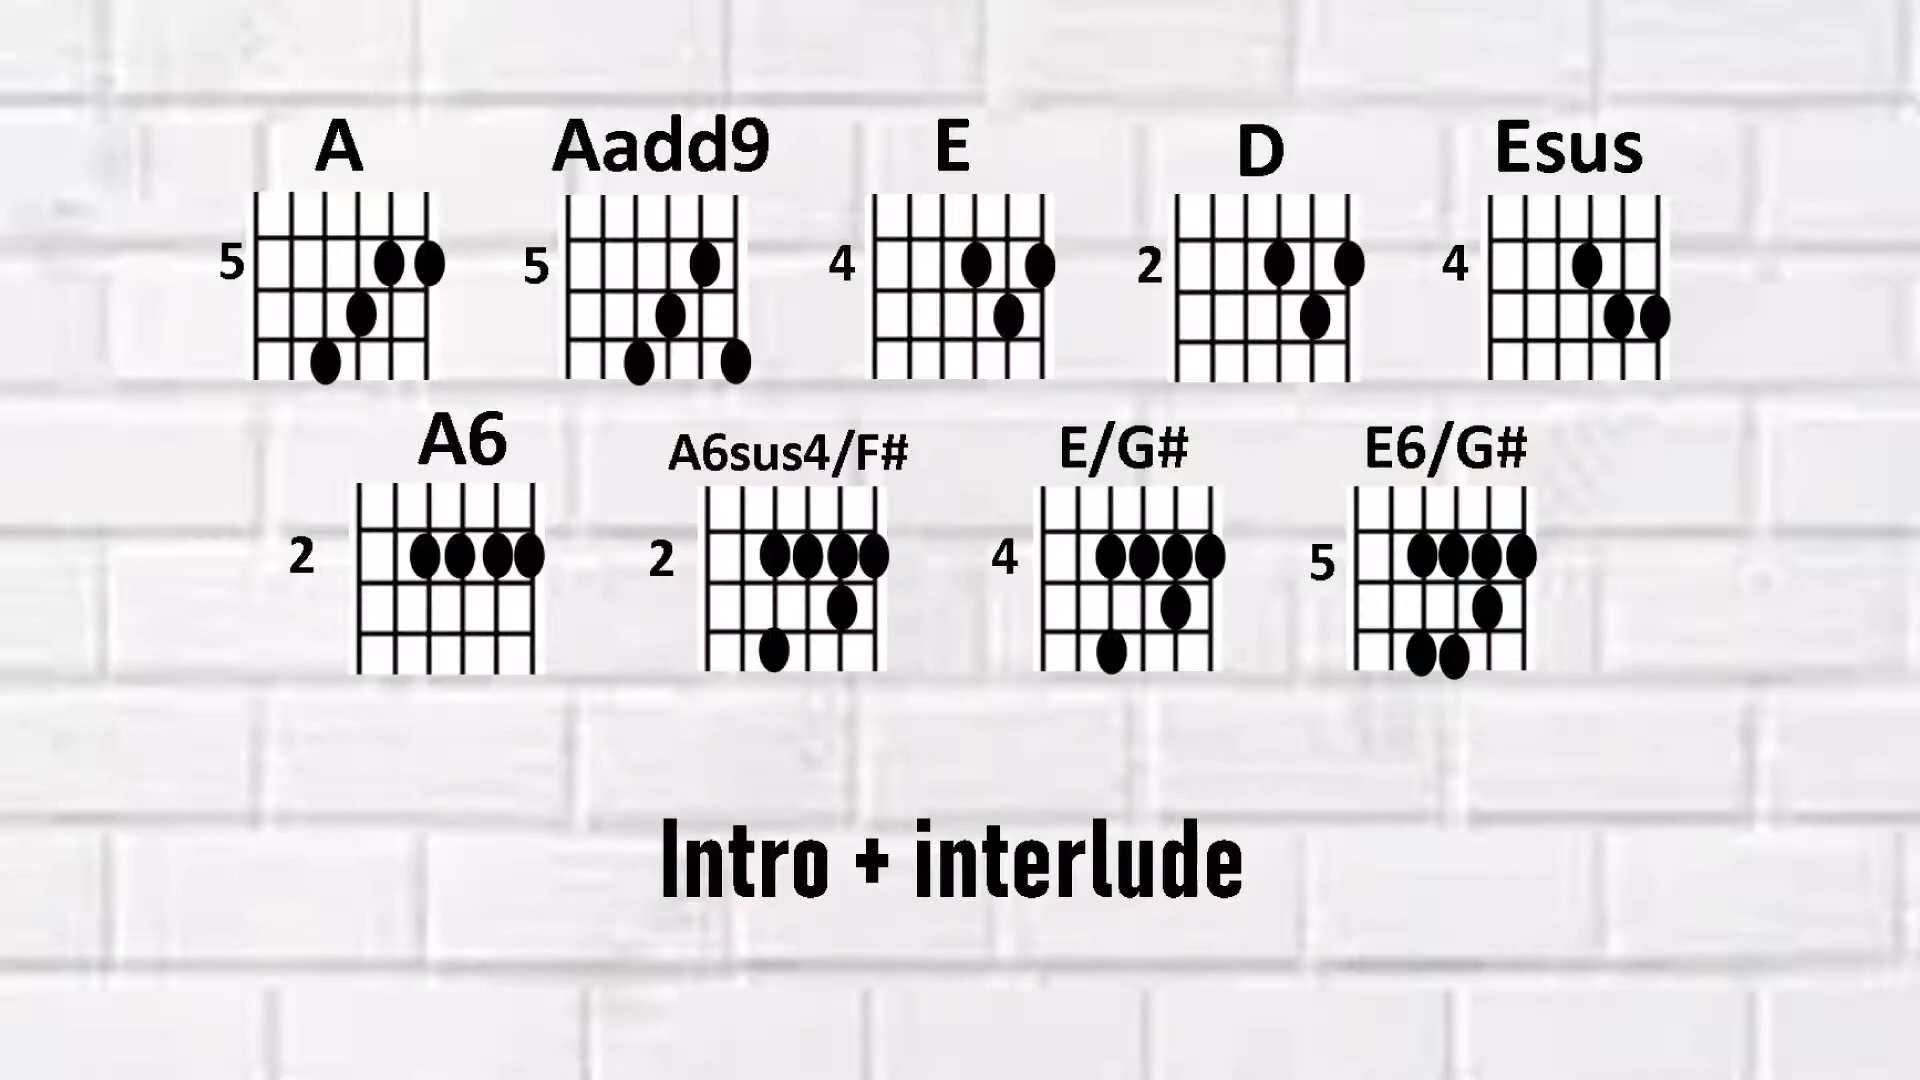 A Aadd9 E D Esus
5 5 4 2 4
A6 A6sus4/F# E/G# E6/G#
2 2 4 5
Intro + interlude